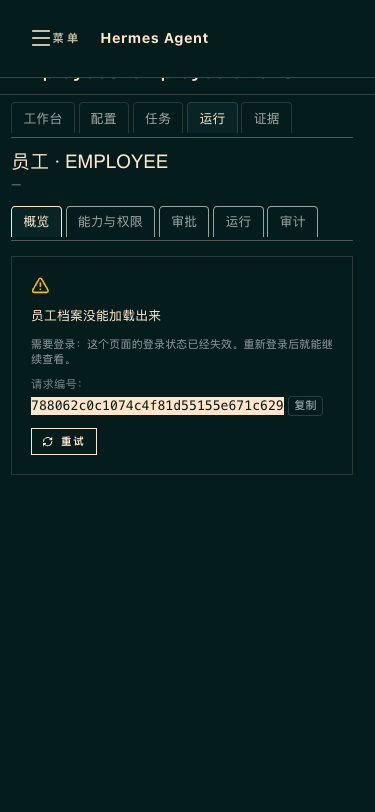 菜单 Hermes Agent
工作台 配置 任务 运行 证据
员工 · EMPLOYEE
—
概览 能力与权限 审批 运行 审计
员工档案没能加载出来
需要登录: 这个页面的登录状态已经失效。重新登录后就能继
续查看。
请求编号:
788062c0c1074c4f81d55155e671c629 复制
重试